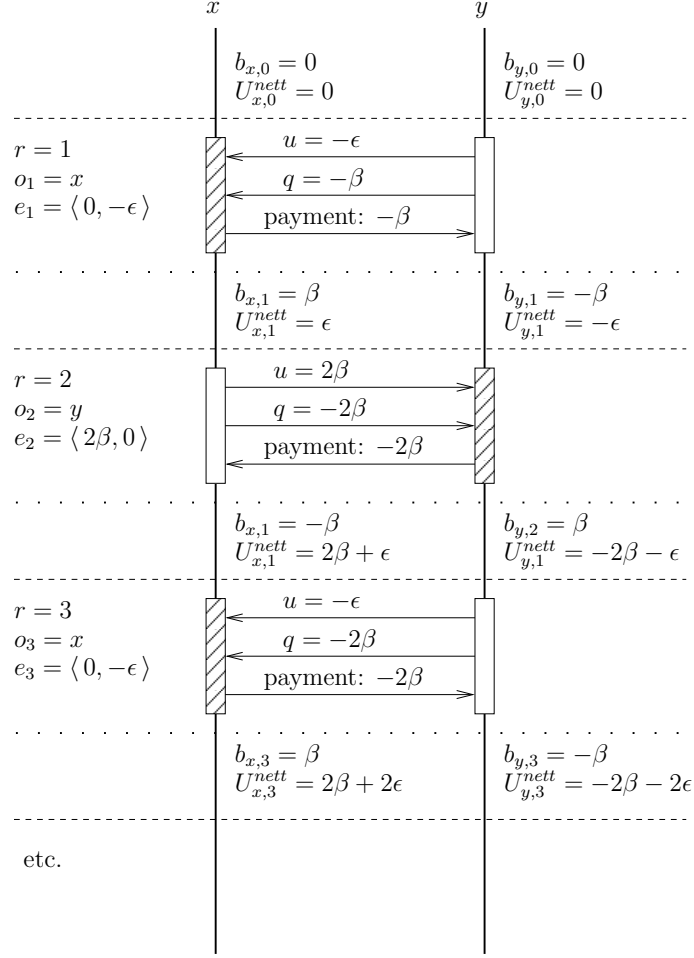 x y
b_{x,0} = 0 b_{y,0} = 0
U^{nett}_{x,0} = 0 U^{nett}_{y,0} = 0
r = 1 u = −ϵ
o_1 = x q = −β
e_1 = ⟨ 0, −ϵ ⟩ payment: −β
b_{x,1} = β b_{y,1} = −β
U^{nett}_{x,1} = ϵ U^{nett}_{y,1} = −ϵ
r = 2 u = 2β
o_2 = y q = −2β
e_2 = ⟨ 2β, 0 ⟩ payment: −2β
b_{x,1} = −β b_{y,2} = β
U^{nett}_{x,1} = 2β + ϵ U^{nett}_{y,1} = −2β − ϵ
r = 3 u = −ϵ
o_3 = x q = −2β
e_3 = ⟨ 0, −ϵ ⟩ payment: −2β
b_{x,3} = β b_{y,3} = −β
U^{nett}_{x,3} = 2β + 2ϵ U^{nett}_{y,3} = −2β − 2ϵ
etc.